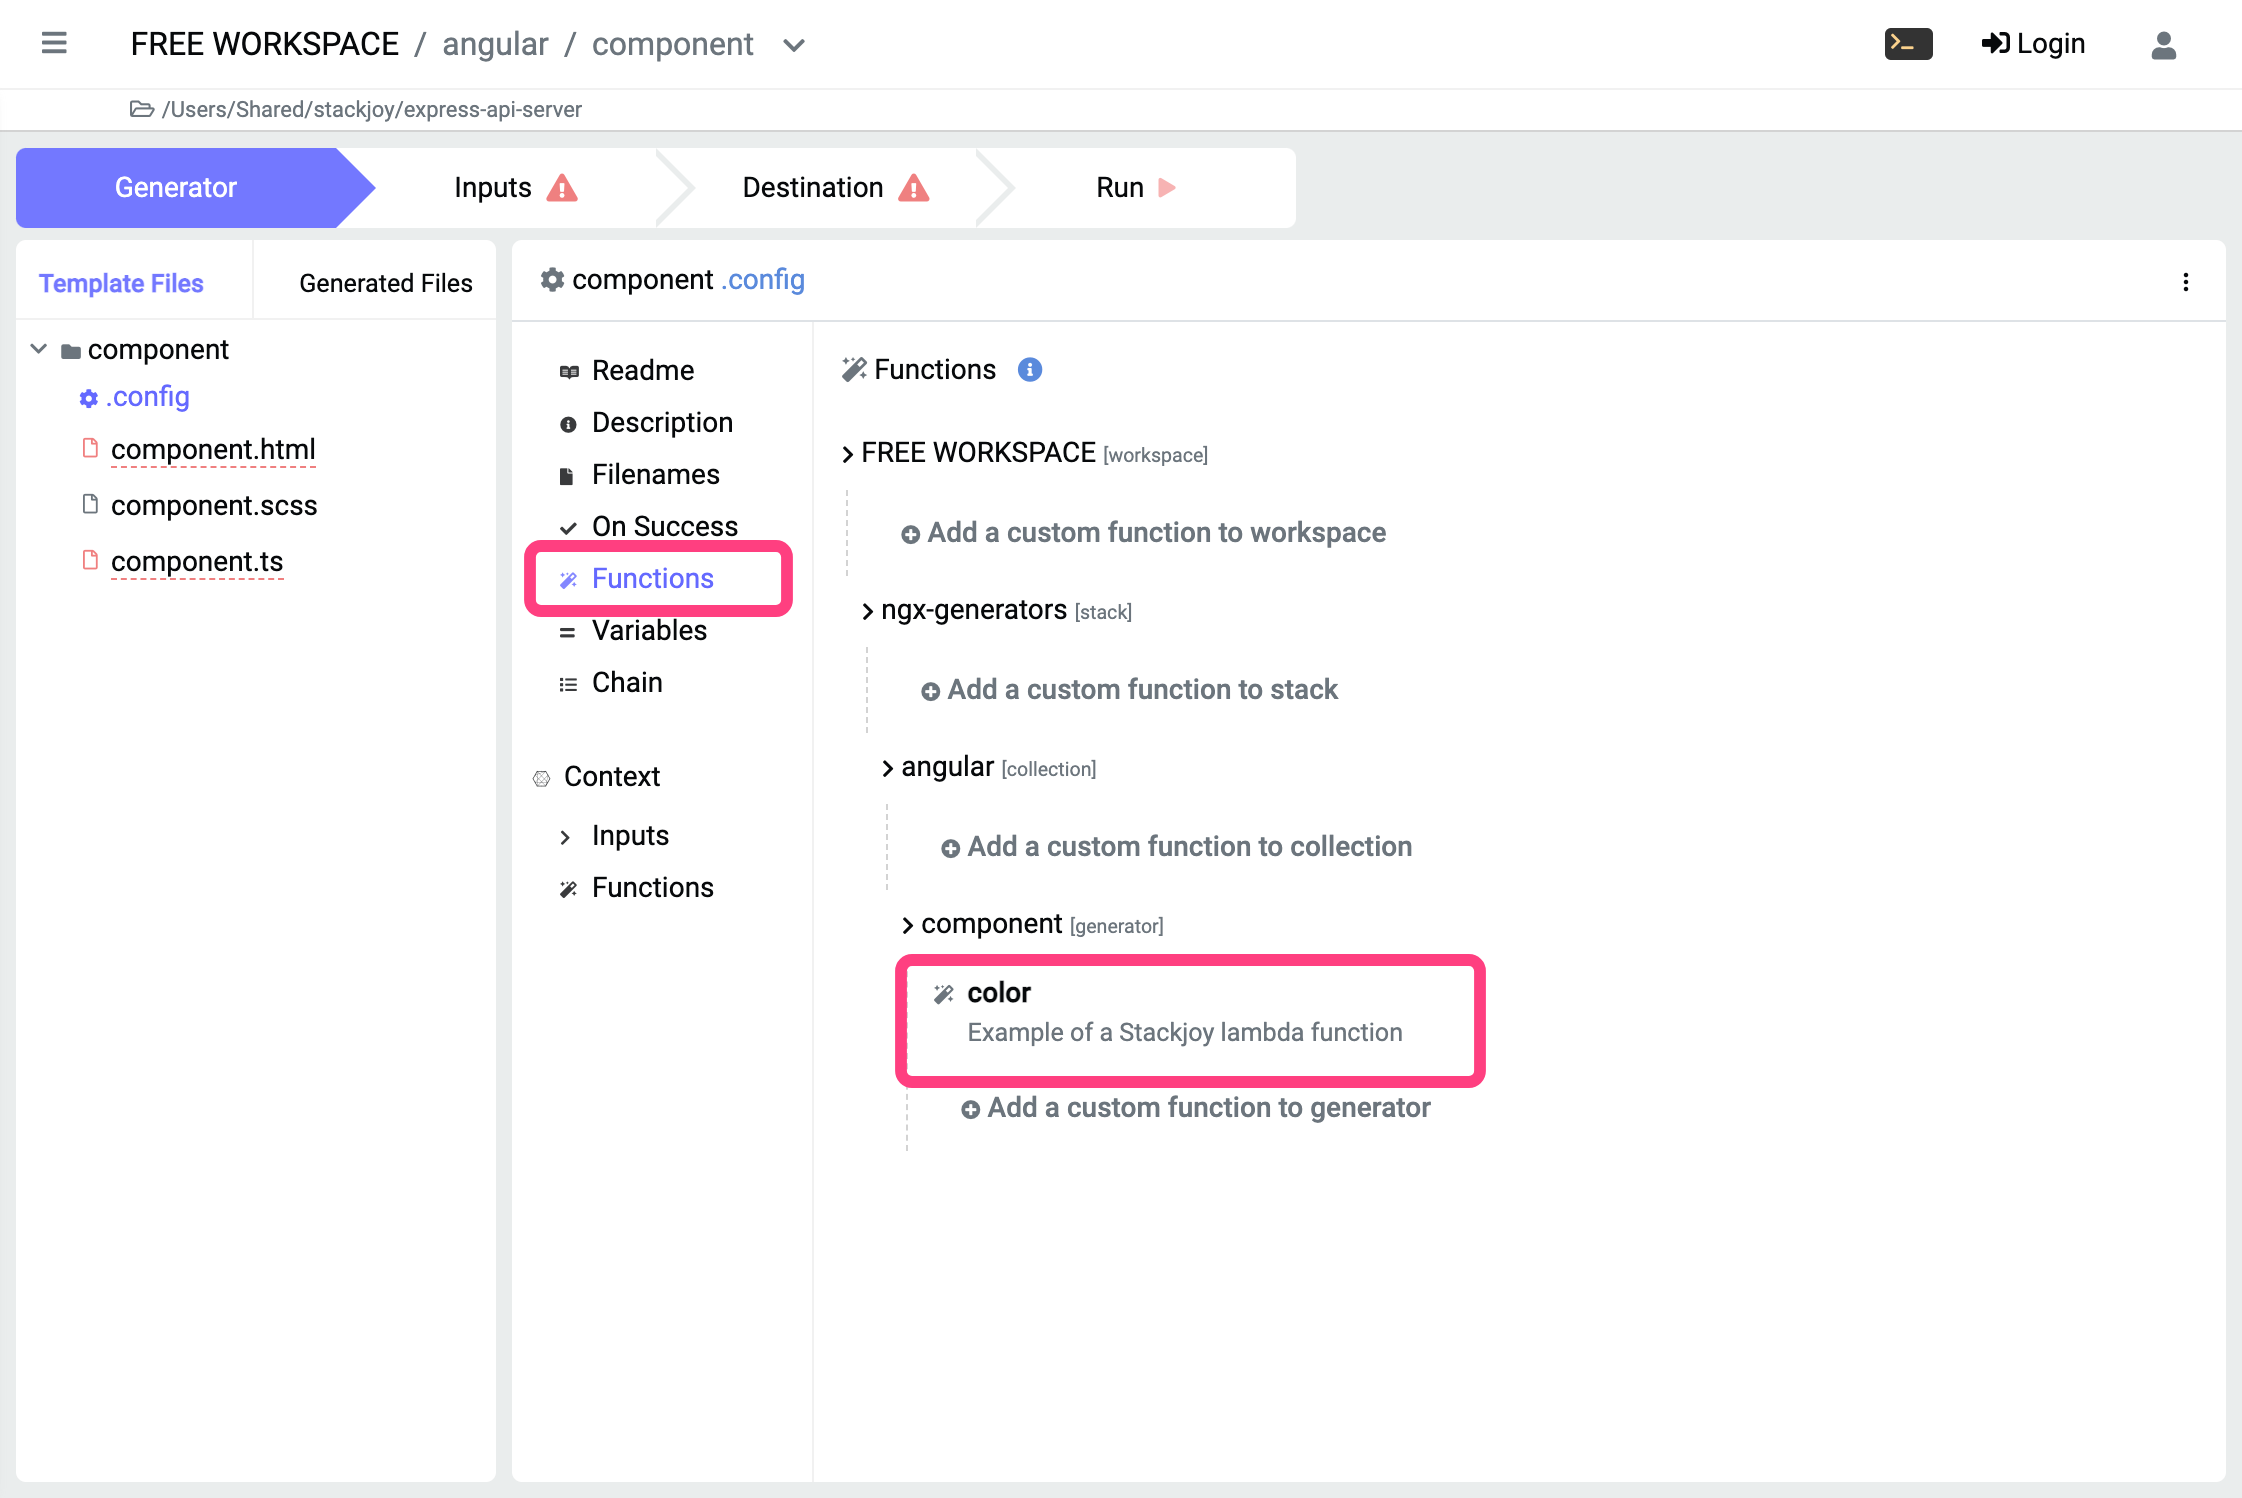 FREE WORKSPACE / angular / component
Login
/Users/Shared/stackjoy/express-api-server
Generator
Inputs
Destination
Run
Template Files
Generated Files
component
.config
component.html
component.scss
component.ts
component .config
Readme
Description
Filenames
On Success
Functions
Variables
Chain
Context
Inputs
Functions
Functions
FREE WORKSPACE [workspace]
Add a custom function to workspace
ngx-generators [stack]
Add a custom function to stack
angular [collection]
Add a custom function to collection
component [generator]
color
Example of a Stackjoy lambda function
Add a custom function to generator